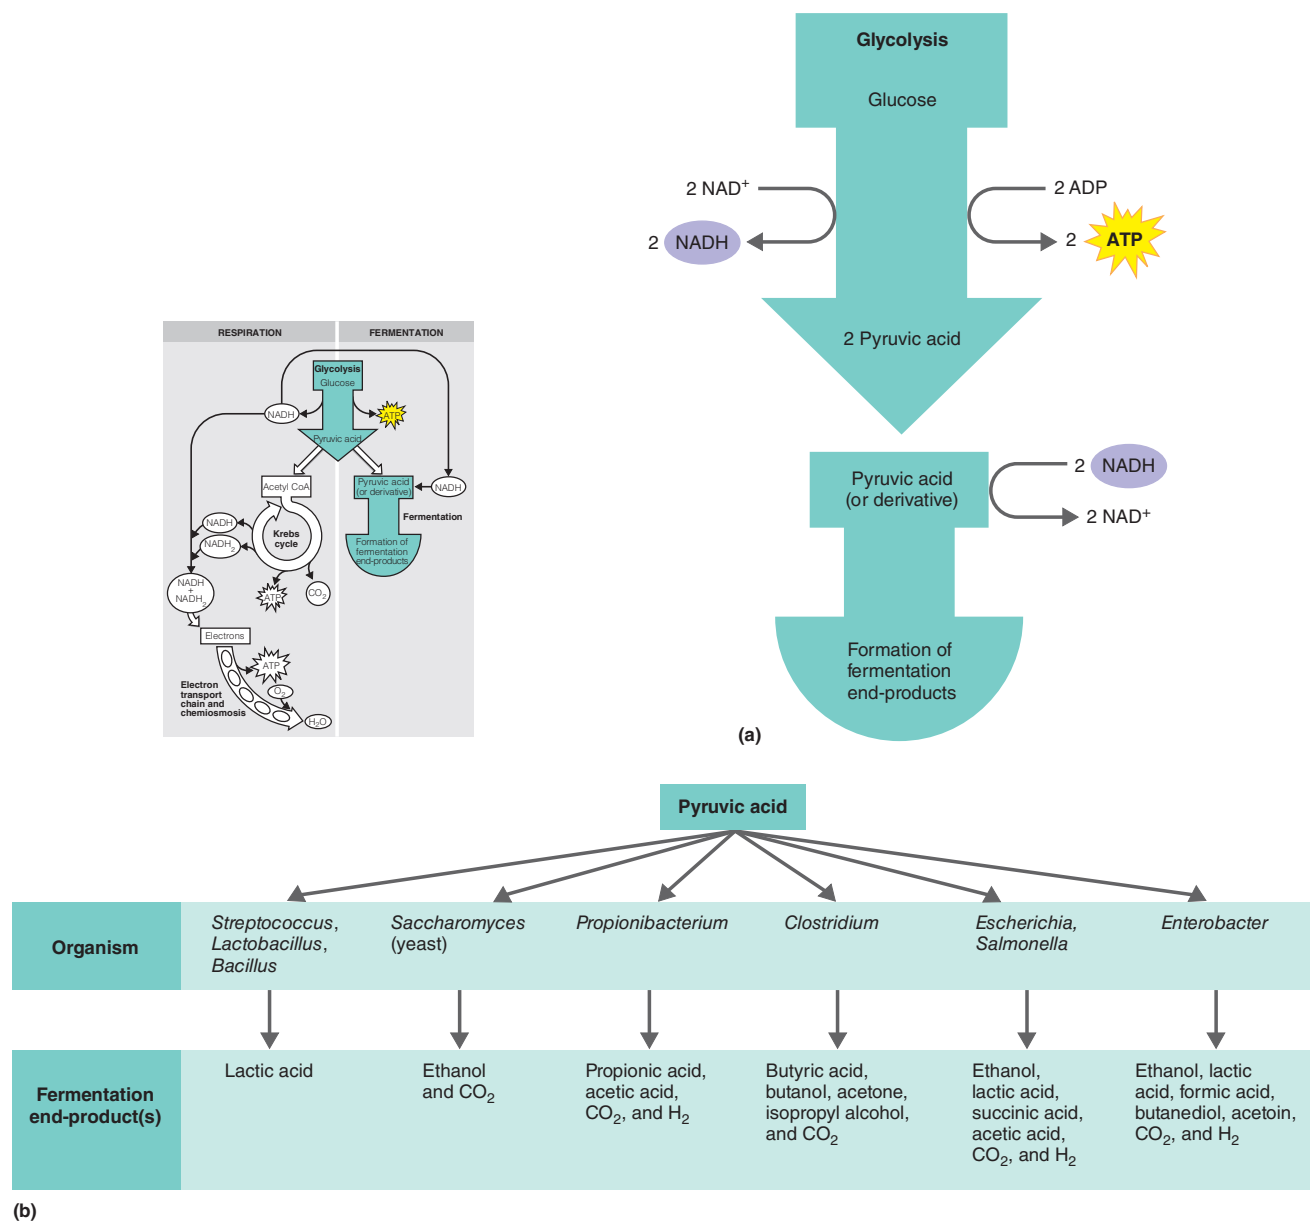 Glycolysis
Glucose
2 NAD⁺
2 NADH
2 ADP
2 ATP
2 Pyruvic acid
Pyruvic acid
(or derivative)
2 NADH
2 NAD⁺
Formation of
fermentation
end-products
(a)
RESPIRATION
FERMENTATION
Glycolysis
Glucose
NADH
ATP
Pyruvic acid
Acetyl CoA
Pyruvic acid
(or derivative)
NADH
Fermentation
NADH
Krebs
cycle
NADH₂
Formation of
fermentation
end-products
NADH
+
NADH₂
ATP
CO₂
Electrons
ATP
O₂
Electron
transport
chain and
chemiosmosis
H₂O
Pyruvic acid
Organism
Streptococcus,
Lactobacillus,
Bacillus
Saccharomyces
(yeast)
Propionibacterium
Clostridium
Escherichia,
Salmonella
Enterobacter
Fermentation
end-product(s)
Lactic acid
Ethanol
and CO₂
Propionic acid,
acetic acid,
CO₂, and H₂
Butyric acid,
butanol, acetone,
isopropyl alcohol,
and CO₂
Ethanol,
lactic acid,
succinic acid,
acetic acid,
CO₂, and H₂
Ethanol, lactic
acid, formic acid,
butanediol, acetoin,
CO₂, and H₂
(b)